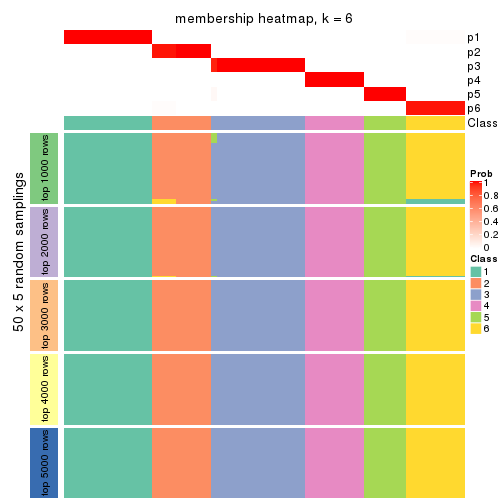 membership heatmap, k = 6
p1
p2
p3
p4
p5
p6
Class
50 x 5 random samplings
top 1000 rows
top 2000 rows
top 3000 rows
top 4000 rows
top 5000 rows
Prob
1
0.8
0.6
0.4
0.2
0
Class
1
2
3
4
5
6